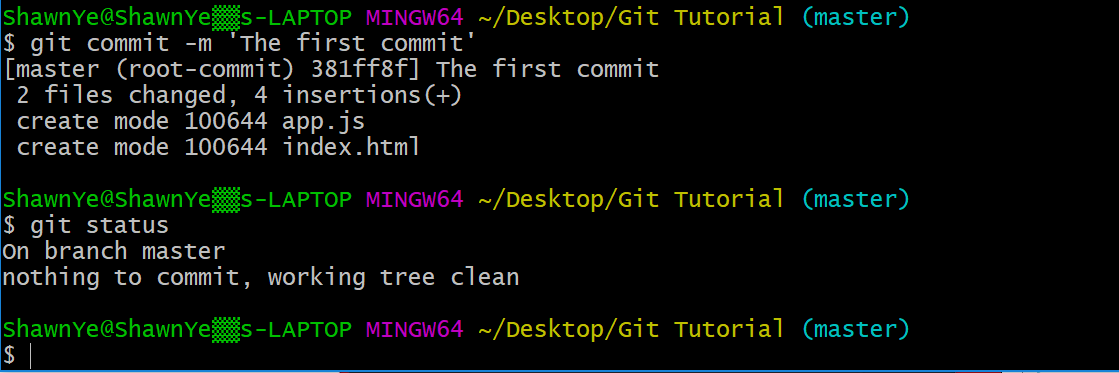 ShawnYe@ShawnYe▒▒s-LAPTOP MINGW64 ~/Desktop/Git Tutorial (master)
$ git commit -m 'The first commit'
[master (root-commit) 381ff8f] The first commit
 2 files changed, 4 insertions(+)
 create mode 100644 app.js
 create mode 100644 index.html
ShawnYe@ShawnYe▒▒s-LAPTOP MINGW64 ~/Desktop/Git Tutorial (master)
$ git status
On branch master
nothing to commit, working tree clean
ShawnYe@ShawnYe▒▒s-LAPTOP MINGW64 ~/Desktop/Git Tutorial (master)
$